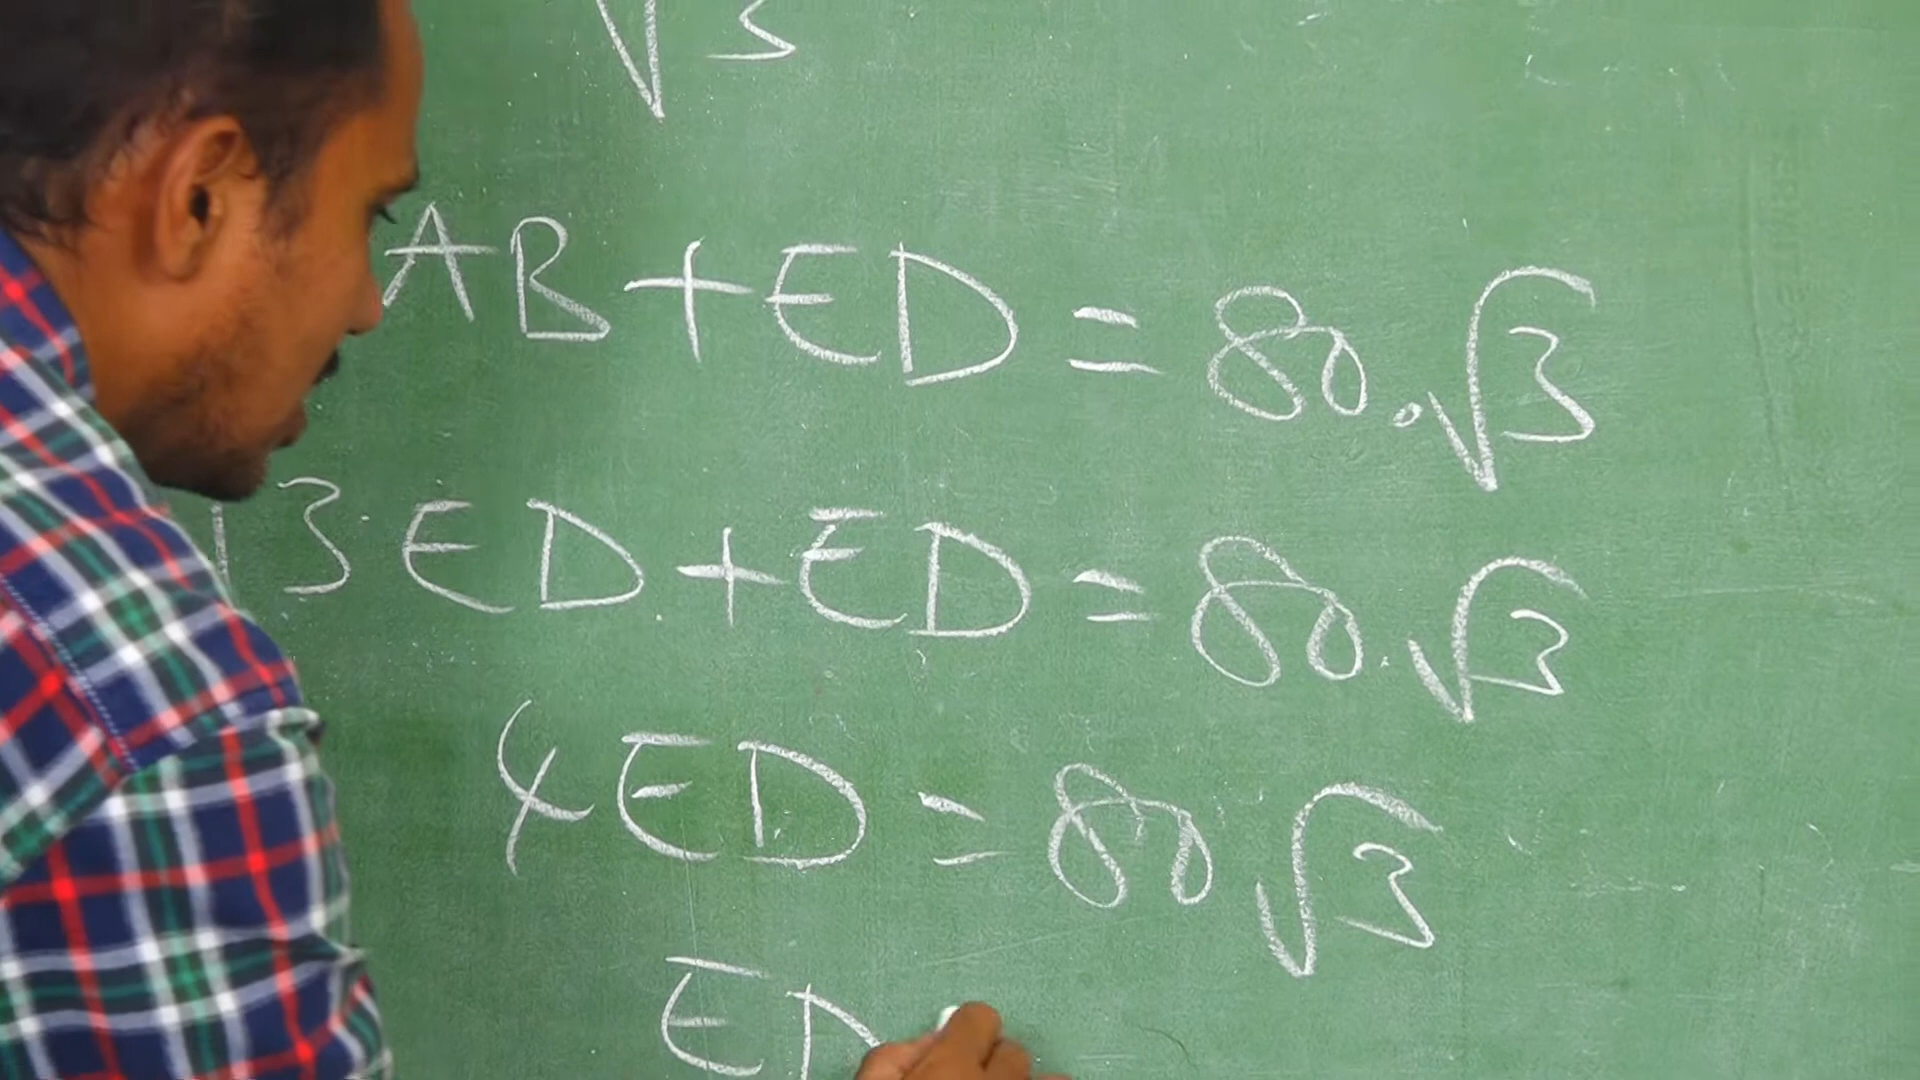 √3
AB + ED = 80.√3
3ED + ED = 80.√3
4ED = 80√3
ED